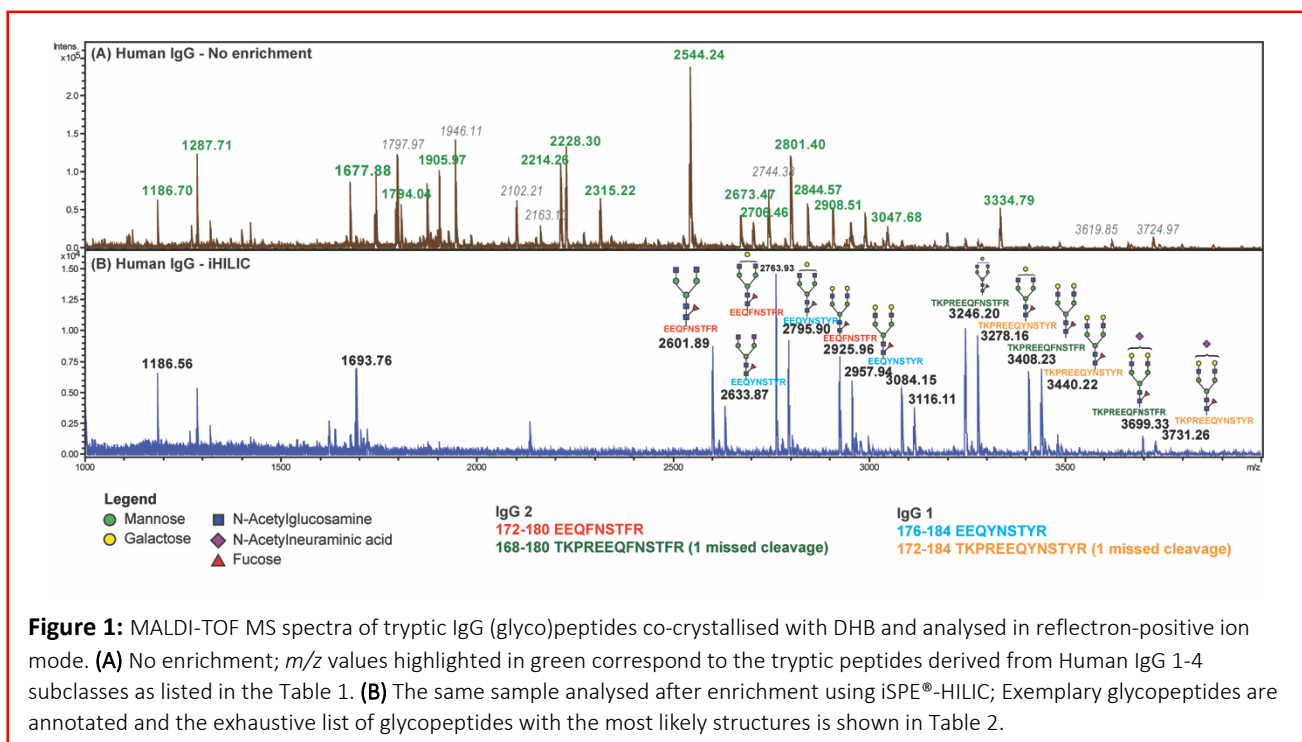 Intens.
x10⁵
(A) Human IgG - No enrichment
2.0
1.5
1.0
0.5
0.0
1186.70
1287.71
1677.88
1797.97
1794.04
1905.97
1946.11
2102.21
2163.1
2214.26
2228.30
2315.22
2544.24
2673.47
2706.46
2744.33
2801.40
2844.57
2908.51
3047.68
3334.79
3619.85
3724.97
x10⁴
(B) Human IgG - iHILIC
1.50
1.25
1.00
0.75
0.50
0.25
0.00
1186.56
1693.76
EEQFNSTFR
2601.89
EEQYNSTYR
2633.87
EEQFNSTFR
2763.93
EEQYNSTYR
2795.90
EEQFNSTFR
2925.96
EEQYNSTYR
2957.94
3084.15
3116.11
TKPREEQFNSTFR
3246.20
TKPREEQYNSTYR
3278.16
TKPREEQFNSTFR
3408.23
TKPREEQYNSTYR
3440.22
TKPREEQFNSTFR
3699.33
TKPREEQYNSTYR
3731.26
1000
1500
2000
2500
3000
3500
m/z
Legend
Mannose
N-Acetylglucosamine
Galactose
N-Acetylneuraminic acid
Fucose
IgG 2
172-180 EEQFNSTFR
168-180 TKPREEQFNSTFR (1 missed cleavage)
IgG 1
176-184 EEQYNSTYR
172-184 TKPREEQYNSTYR (1 missed cleavage)
Figure 1: MALDI-TOF MS spectra of tryptic IgG (glyco)peptides co-crystallised with DHB and analysed in reflectron-positive ion
mode. (A) No enrichment; m/z values highlighted in green correspond to the tryptic peptides derived from Human IgG 1-4
subclasses as listed in the Table 1. (B) The same sample analysed after enrichment using iSPE®-HILIC; Exemplary glycopeptides are
annotated and the exhaustive list of glycopeptides with the most likely structures is shown in Table 2.